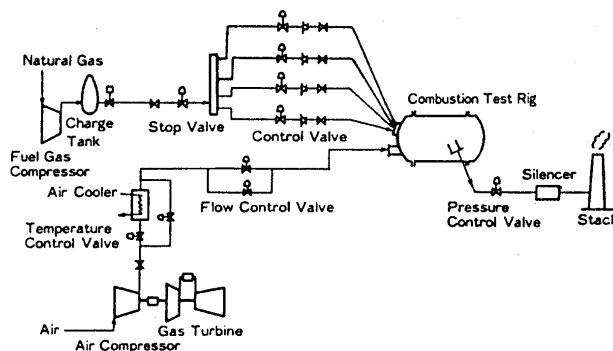 Natural Gas
Charge
Tank
Fuel Gas
Compressor
Stop Valve
Control Valve
Combustion Test Rig
Air Cooler
Flow Control Valve
Temperature
Control Valve
Pressure
Control Valve
Silencer
Stack
Air
Air Compressor
Gas Turbine